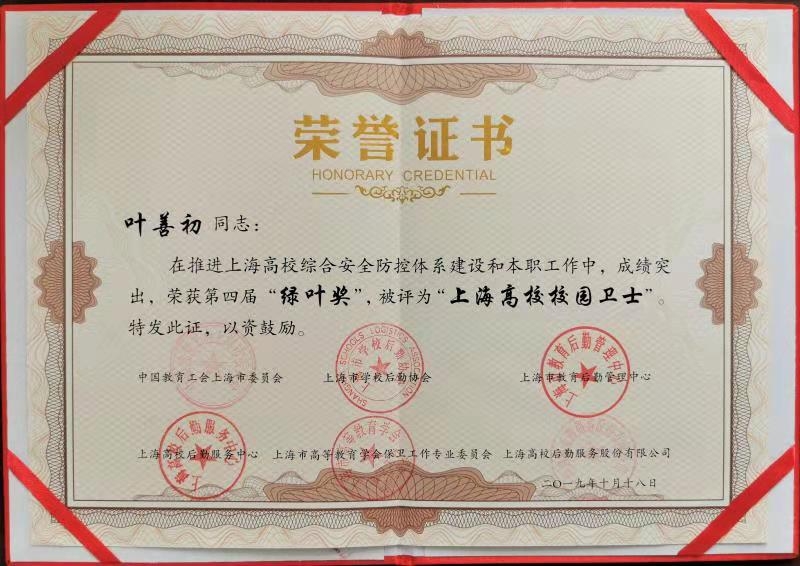 荣誉证书
HONORARY CREDENTIAL
叶善初 同志：
在推进上海高校综合安全防控体系建设和本职工作中，成绩突
出，荣获第四届“绿叶奖”，被评为“上海高校校园卫士”。
特发此证，以资鼓励。
中国教育工会上海市委员会 上海市学校后勤协会 上海市教育后勤管理中心
上海高校后勤服务中心 上海市高等教育学会保卫工作专业委员会 上海高校后勤服务股份有限公司
二〇一九年十月十八日